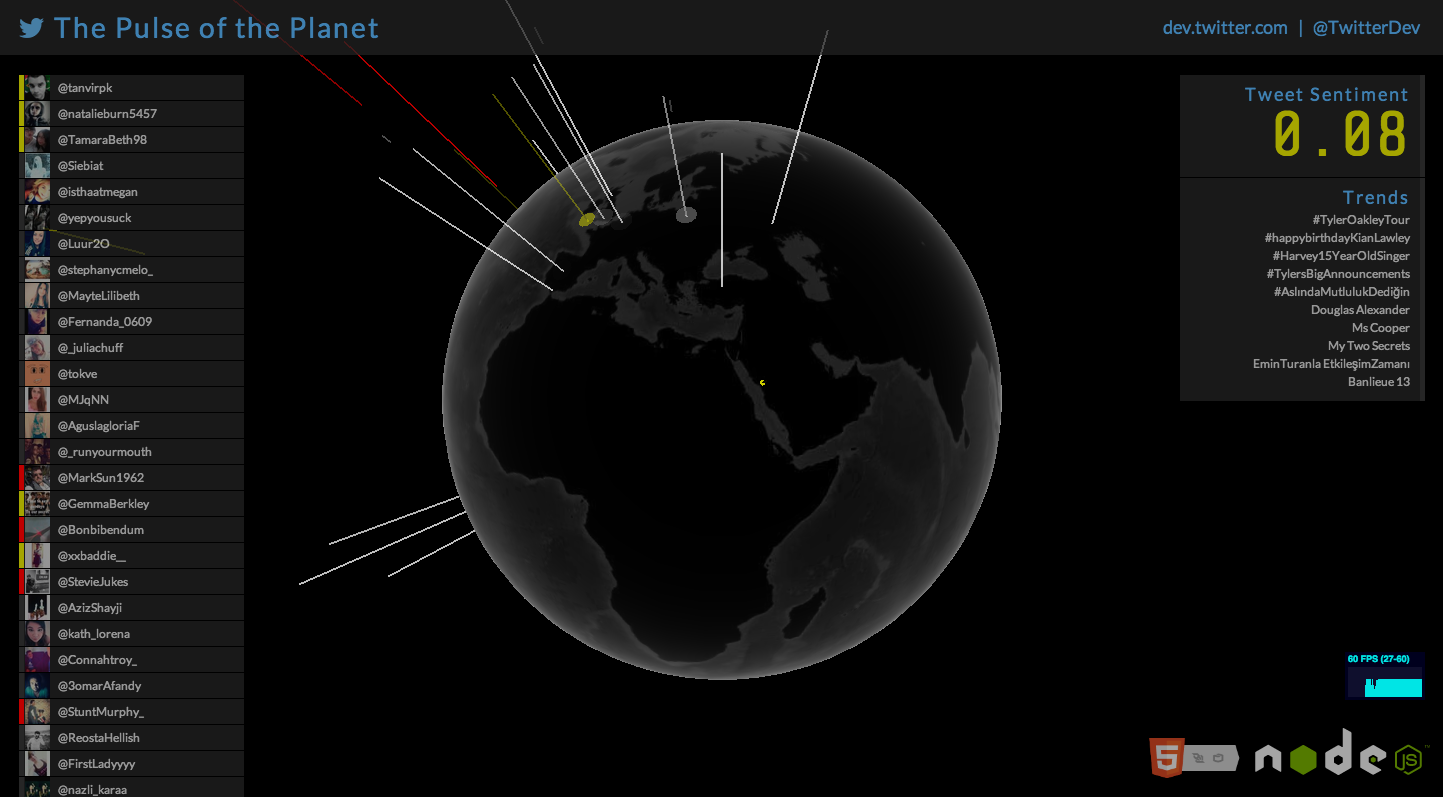 The Pulse of the Planet
dev.twitter.com | @TwitterDev
@tanvirpk
@natalieburn5457
@TamaraBeth98
@Siebiat
@isthaatmegan
@yepyousuck
@Luur2O
@stephanycmelo_
@MayteLilibeth
@Fernanda_0609
@_juliachuff
@tokve
@MJqNN
@AguslagloriaF
@_runyourmouth
@MarkSun1962
@GemmaBerkley
@Bonbibendum
@xxbaddie__
@StevieJukes
@AzizShayji
@kath_lorena
@Connahtroy_
@3omarAfandy
@StuntMurphy_
@ReostaHellish
@FirstLadyyyy
@nazli_karaa
Tweet Sentiment
0.08
Trends
#TylerOakleyTour
#happybirthdayKianLawley
#Harvey15YearOldSinger
#TylersBigAnnouncements
#AslındaMutlulukDediğin
Douglas Alexander
Ms Cooper
My Two Secrets
EminTuranla EtkileşimZamanı
Banlieue 13
60 FPS (27-60)
5
node
JS
TM